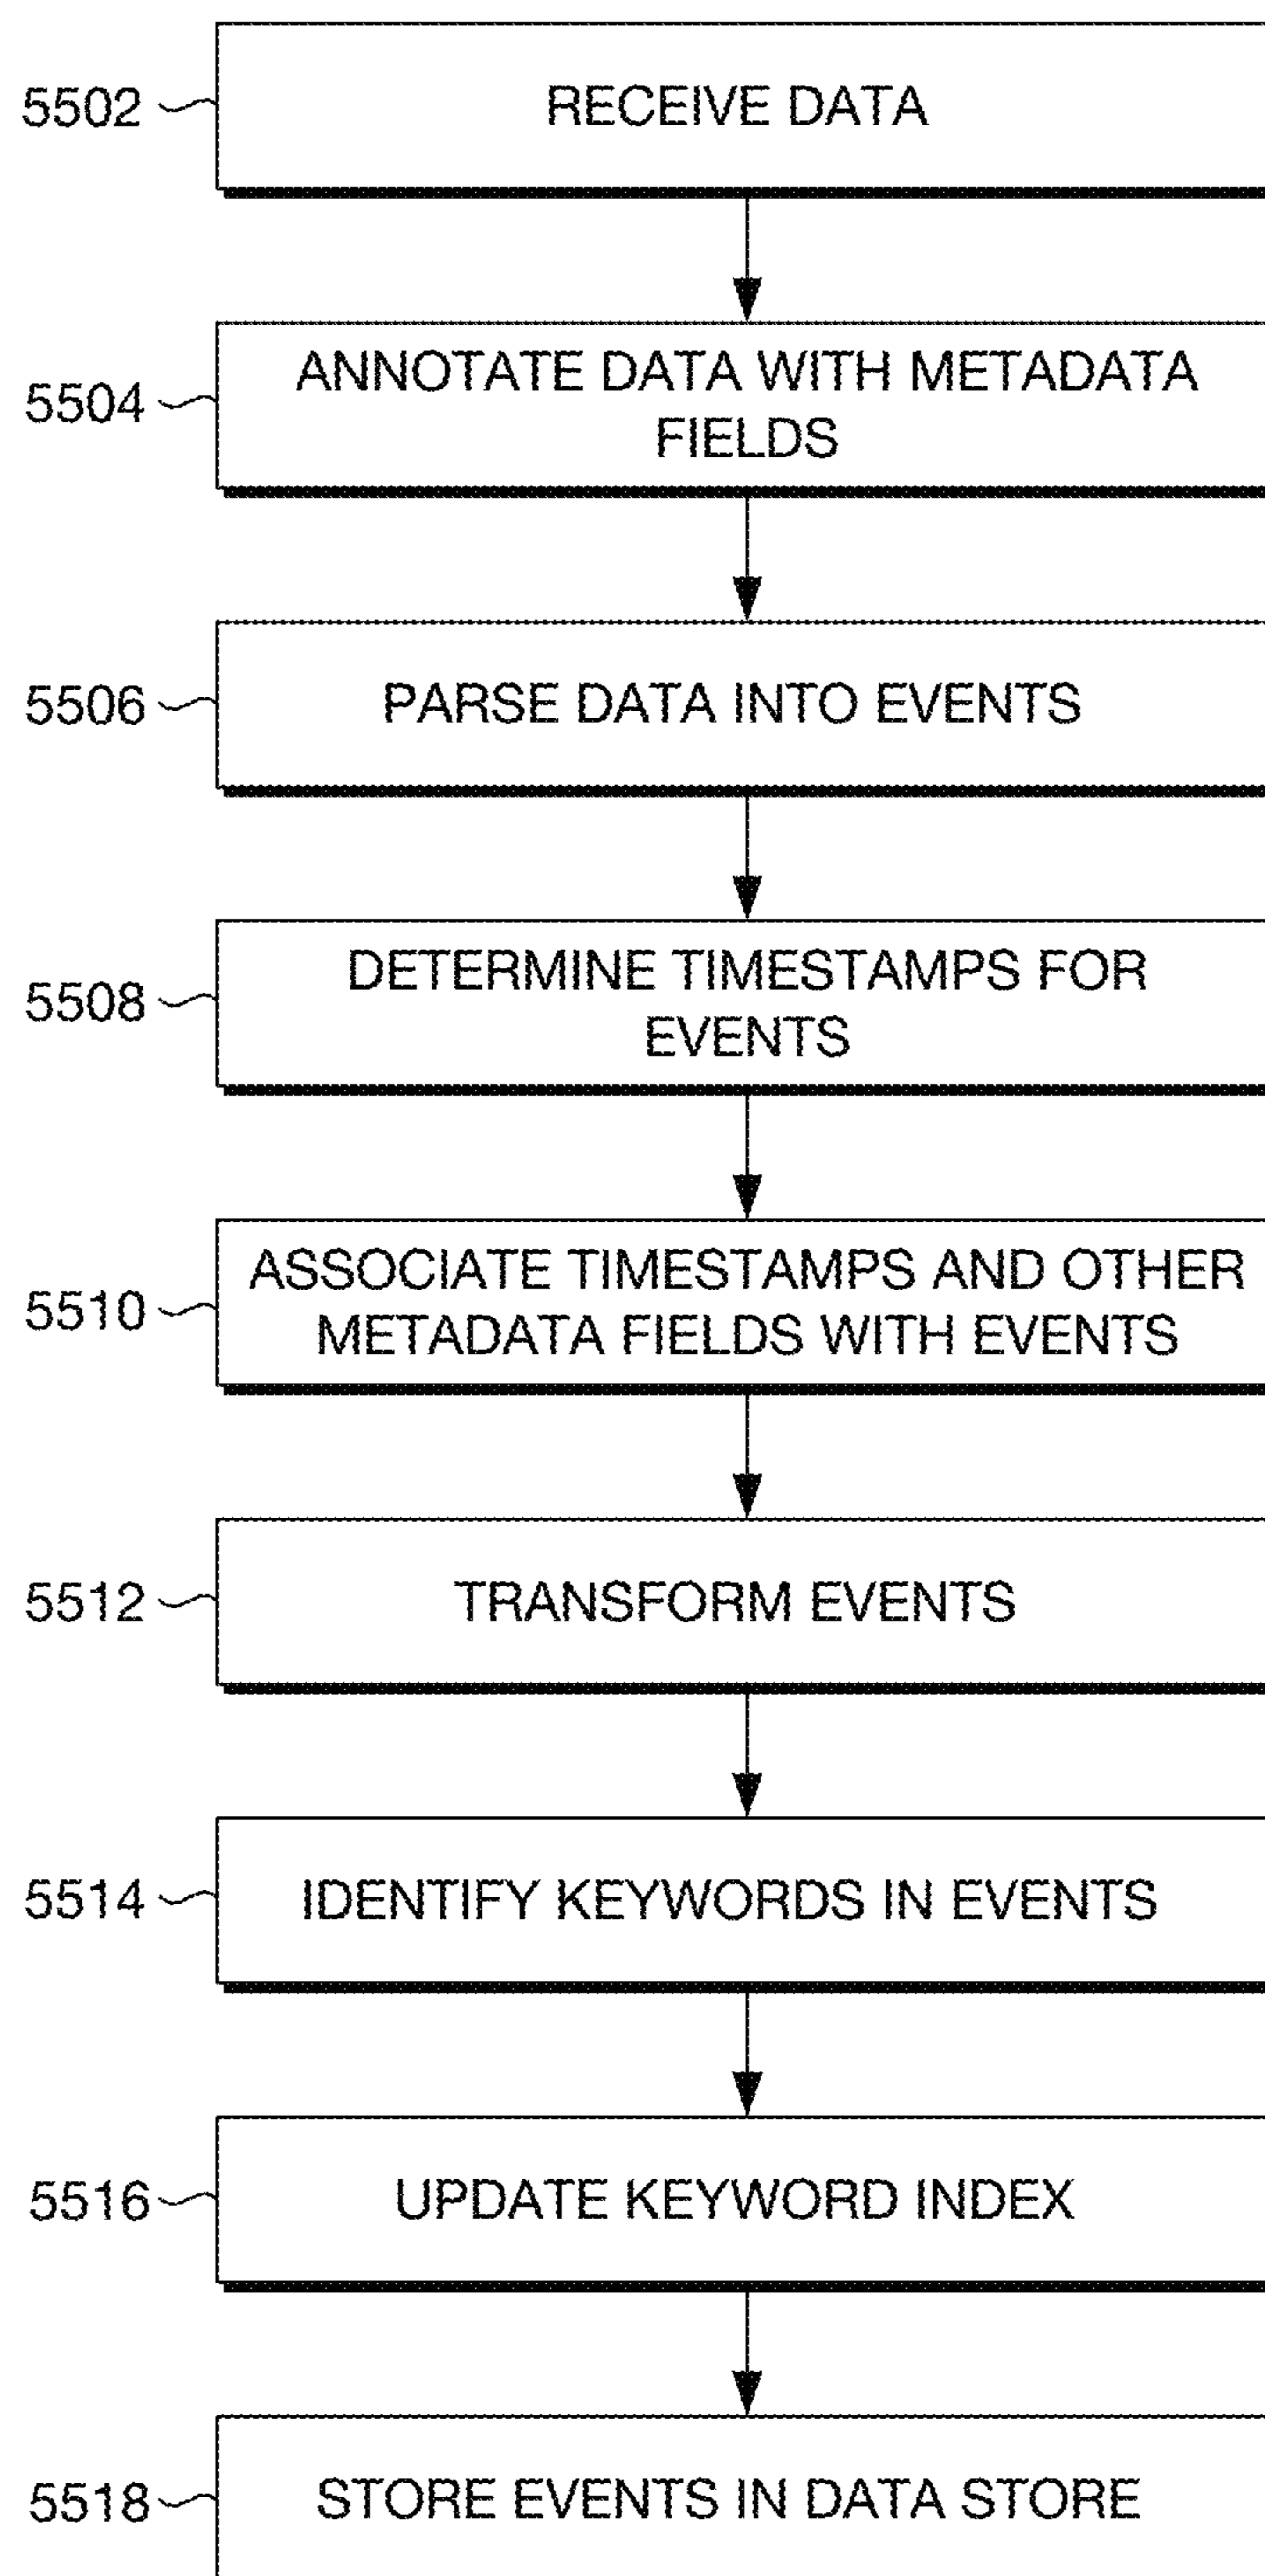 5502
RECEIVE DATA
5504
ANNOTATE DATA WITH METADATA
FIELDS
5506
PARSE DATA INTO EVENTS
5508
DETERMINE TIMESTAMPS FOR
EVENTS
5510
ASSOCIATE TIMESTAMPS AND OTHER
METADATA FIELDS WITH EVENTS
5512
TRANSFORM EVENTS
5514
IDENTIFY KEYWORDS IN EVENTS
5516
UPDATE KEYWORD INDEX
5518
STORE EVENTS IN DATA STORE